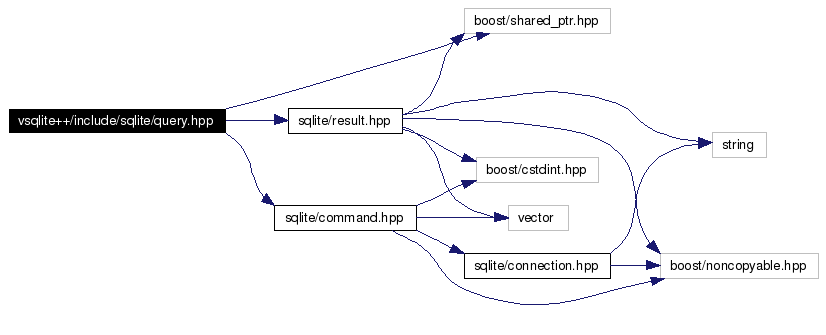 boost/shared_ptr.hpp
vsqlite++/include/sqlite/query.hpp
sqlite/result.hpp
string
boost/cstdint.hpp
sqlite/command.hpp
vector
sqlite/connection.hpp
boost/noncopyable.hpp